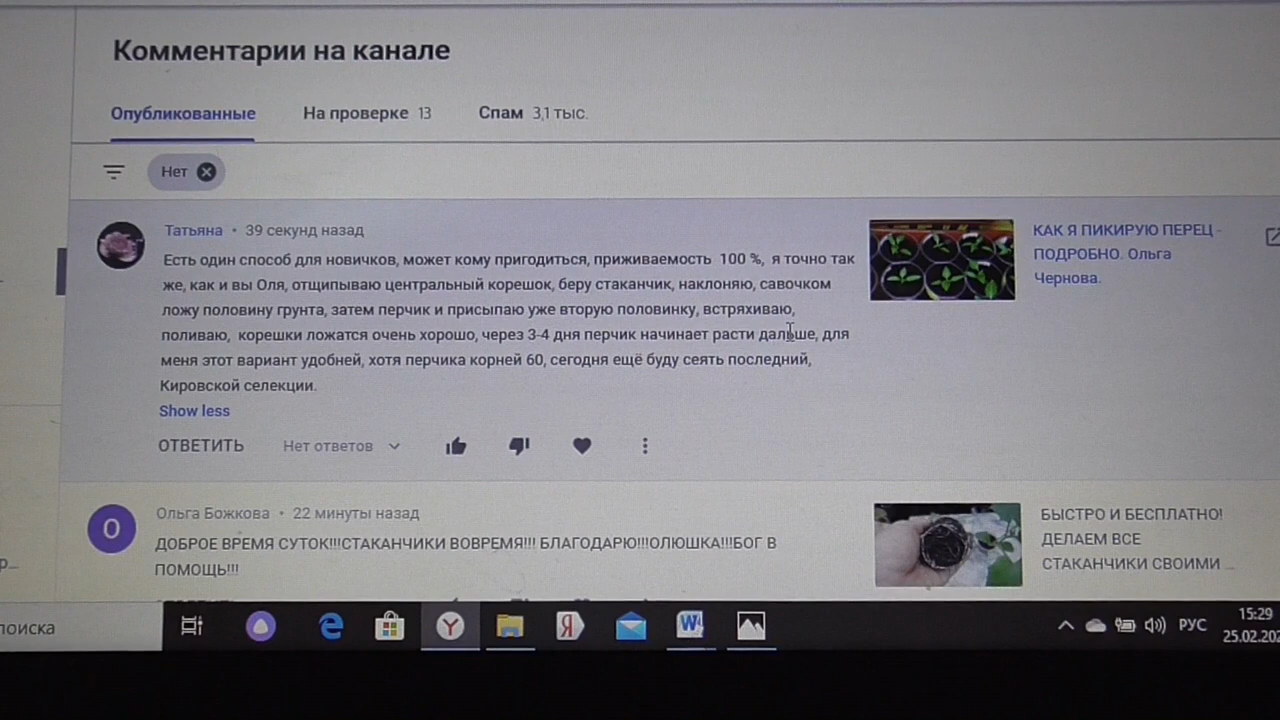 Комментарии на канале
Опубликованные На проверке 13 Спам 3,1 тыс.
Нет
Татьяна • 39 секунд назад
Есть один способ для новичков, может кому пригодиться, приживаемость 100 %, я точно так
же, как и вы Оля, отщипываю центральный корешок, беру стаканчик, наклоняю, савочком
ложу половину грунта, затем перчик и присыпаю уже вторую половинку, встряхиваю,
поливаю, корешки ложатся очень хорошо, через 3-4 дня перчик начинает расти дальше, для
меня этот вариант удобней, хотя перчика корней 60, сегодня ещё буду сеять последний,
Кировской селекции.
Show less
ОТВЕТИТЬ Нет ответов
КАК Я ПИКИРУЮ ПЕРЕЦ -
ПОДРОБНО. Ольга
Чернова.
О
Ольга Божкова • 22 минуты назад
ДОБРОЕ ВРЕМЯ СУТОК!!!СТАКАНЧИКИ ВОВРЕМЯ!!! БЛАГОДАРЮ!!!ОЛЮШКА!!!БОГ В
ПОМОЩЬ!!!
БЫСТРО И БЕСПЛАТНО!
ДЕЛАЕМ ВСЕ
СТАКАНЧИКИ СВОИМИ ...
р...
поиска
РУС
15:29
25.02.202